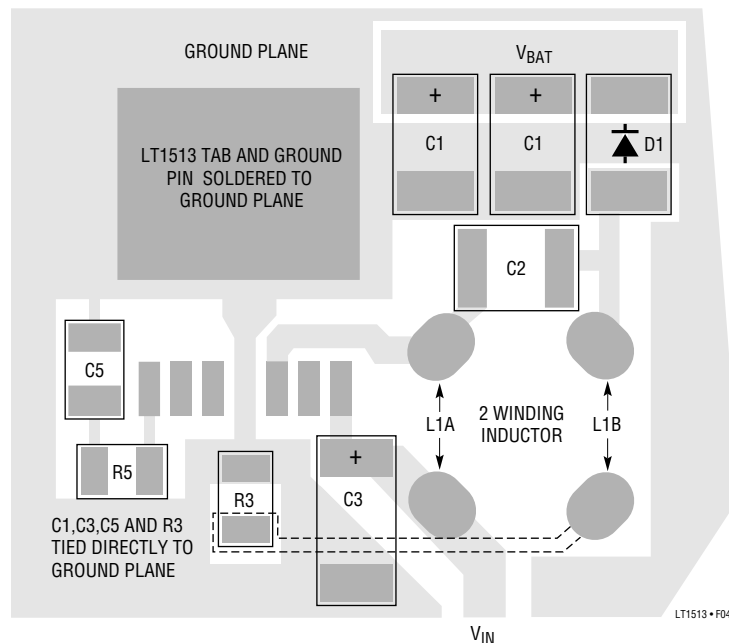 GROUND PLANE
VBAT
+
+
C1
C1
D1
LT1513 TAB AND GROUND
PIN SOLDERED TO
GROUND PLANE
C2
C5
L1A
2 WINDING
INDUCTOR
L1B
R5
R3
+
C3
C1,C3,C5 AND R3
TIED DIRECTLY TO
GROUND PLANE
VIN
LT1513 • F04